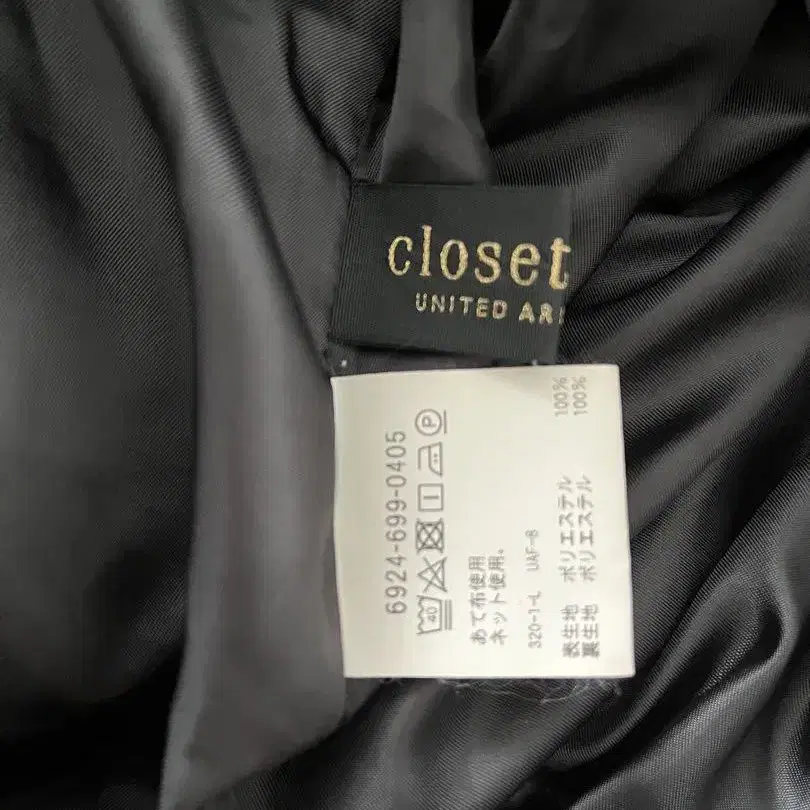 closet
UNITED AR
6924-699-0405
40 P
あて布使用
ネット使用。
320-1-L UAF-8
表生地 ポリエステル 100%
裏生地 ポリエステル 100%